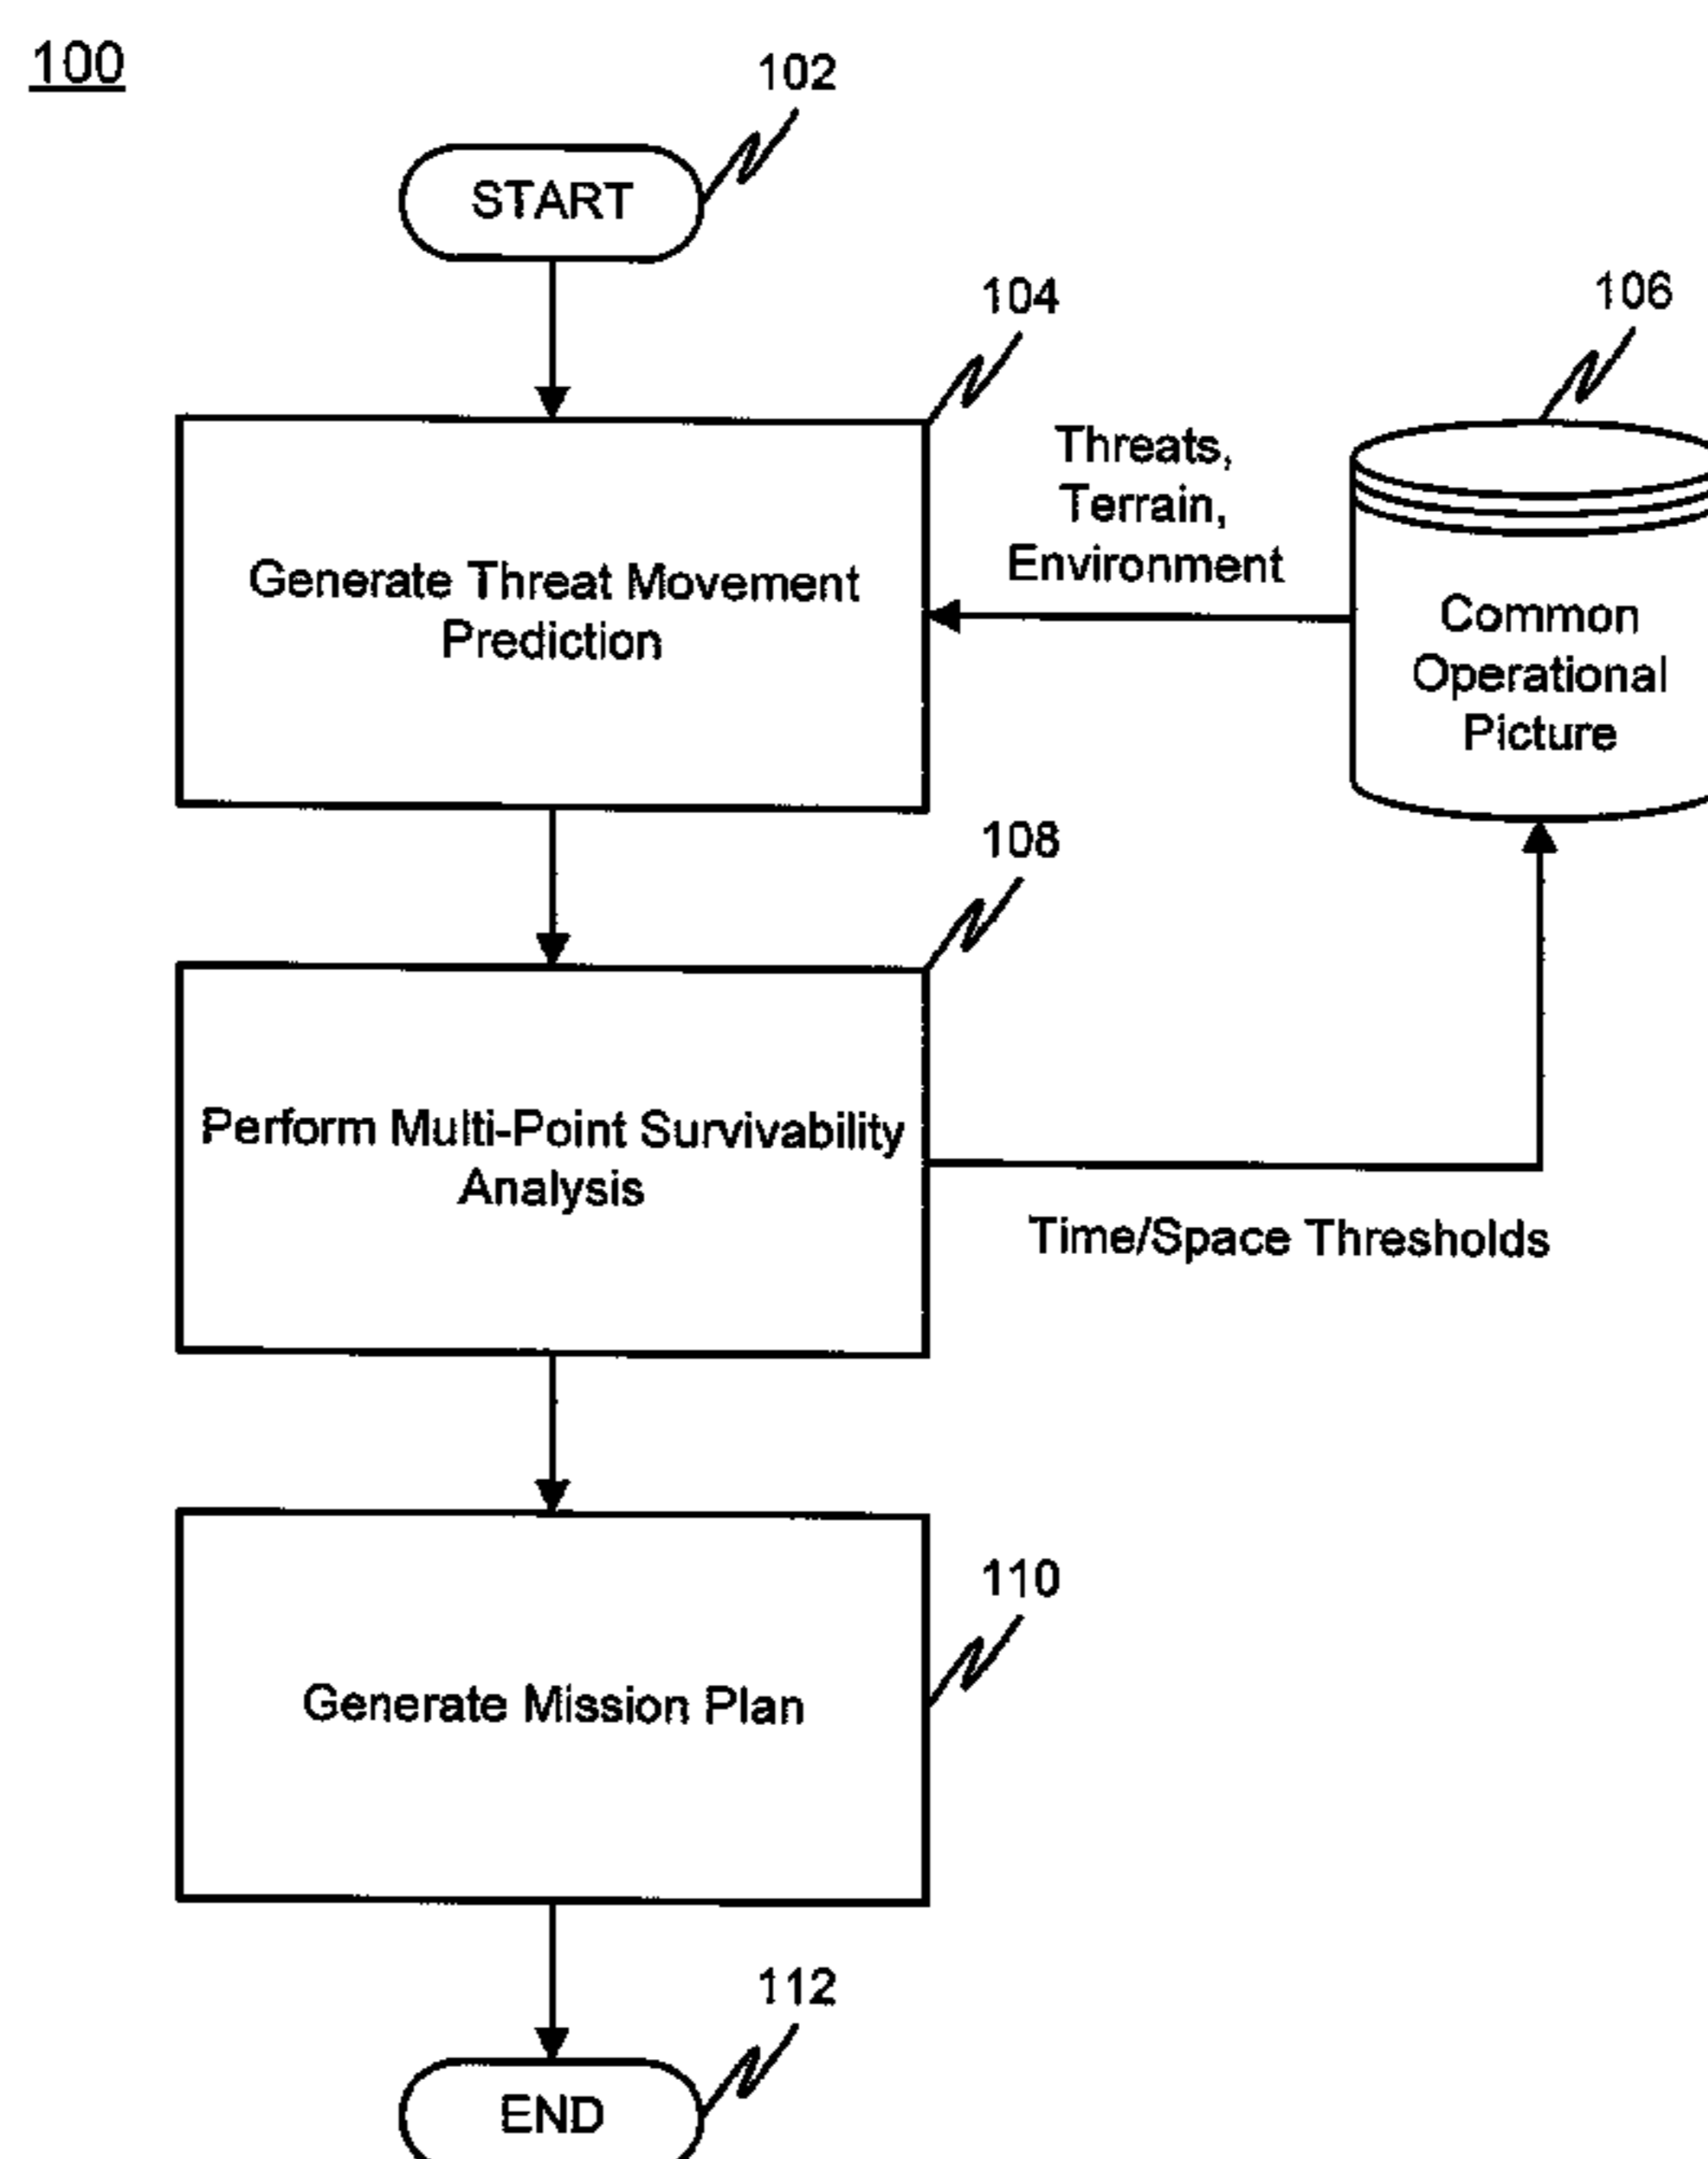 100
102
START
104
106
Threats,
Terrain,
Environment
Generate Threat Movement
Prediction
Common
Operational
Picture
108
Perform Multi-Point Survivability
Analysis
Time/Space Thresholds
110
Generate Mission Plan
112
END